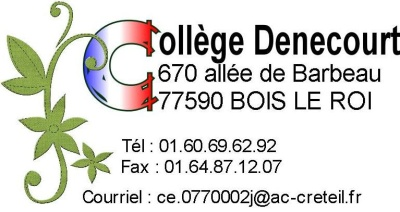 Collège Denecourt
670 allée de Barbeau
77590 BOIS LE ROI
Tél : 01.60.69.62.92
Fax : 01.64.87.12.07
Courriel : ce.0770002j@ac-creteil.fr